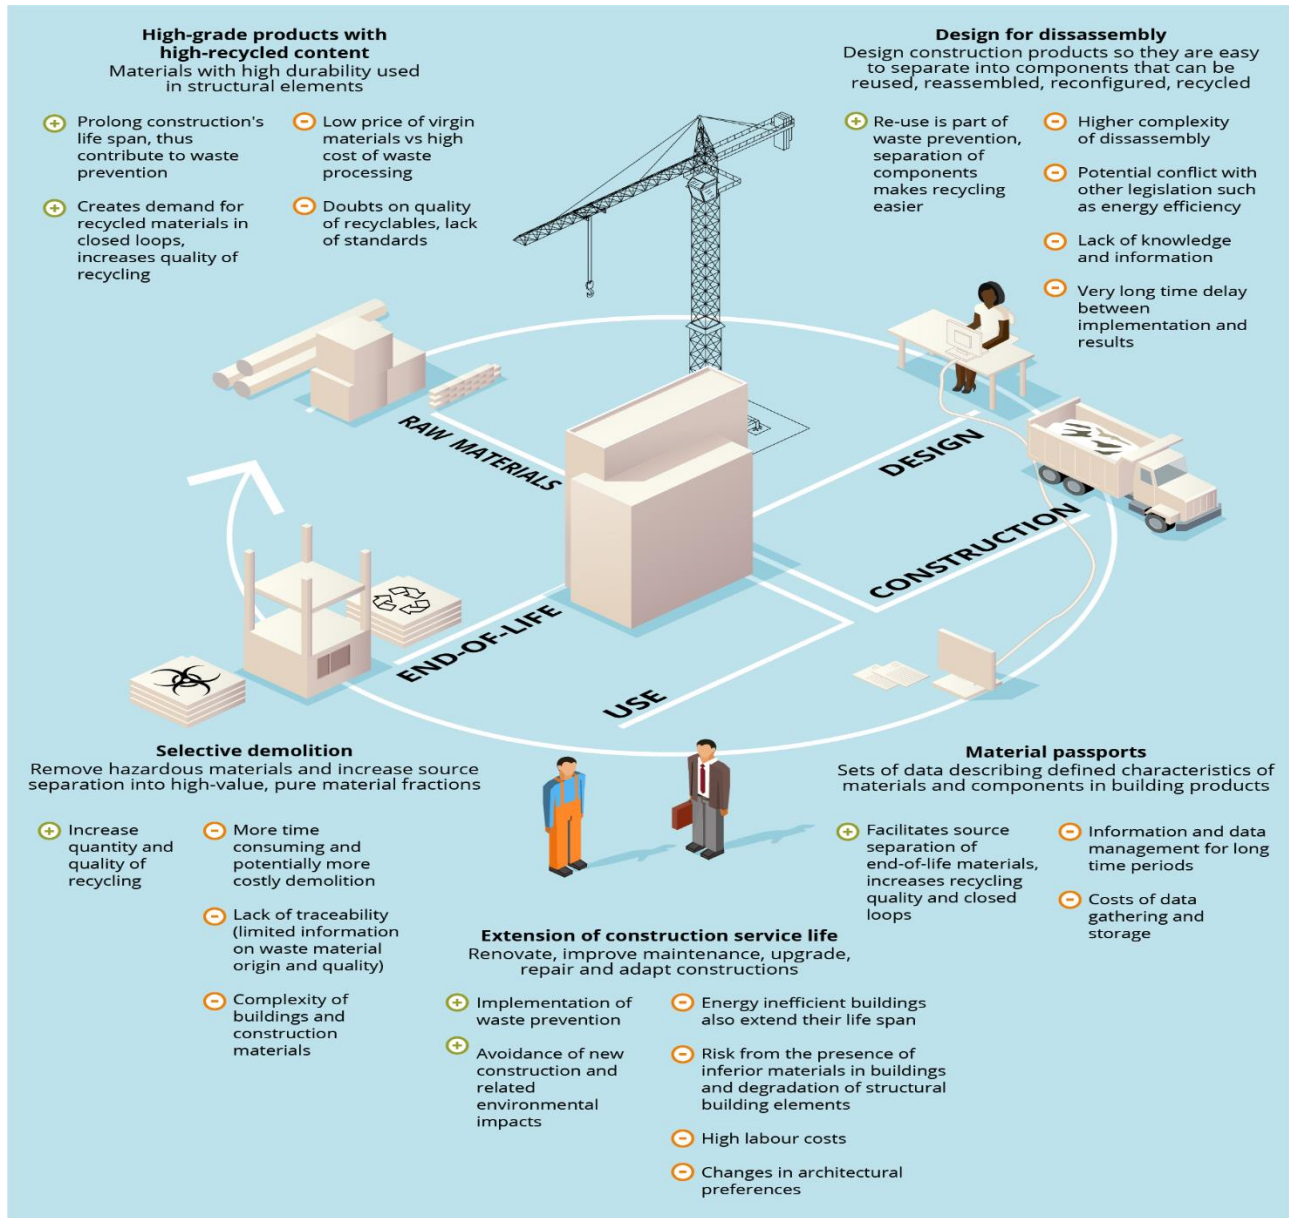 High-grade products with
high-recycled content
Materials with high durability used
in structural elements
Prolong construction's
life span, thus
contribute to waste
prevention
Creates demand for
recycled materials in
closed loops,
increases quality of
recycling
Low price of virgin
materials vs high
cost of waste
processing
Doubts on quality
of recyclables, lack
of standards
Design for dissassembly
Design construction products so they are easy
to separate into components that can be
reused, reassembled, reconfigured, recycled
Re-use is part of
waste prevention,
separation of
components
makes recycling
easier
Higher complexity
of disassembly
Potential conflict with
other legislation such
as energy efficiency
Lack of knowledge
and information
Very long time delay
between
implementation and
results
RAW MATERIALS
DESIGN
CONSTRUCTION
END-OF-LIFE
USE
Selective demolition
Remove hazardous materials and increase source
separation into high-value, pure material fractions
Increase
quantity and
quality of
recycling
More time
consuming and
potentially more
costly demolition
Lack of traceability
(limited information
on waste material
origin and quality)
Complexity of
buildings and
construction
materials
Extension of construction service life
Renovate, improve maintenance, upgrade,
repair and adapt constructions
Implementation of
waste prevention
Avoidance of new
construction and
related
environmental
impacts
Energy inefficient buildings
also extend their life span
Risk from the presence of
inferior materials in buildings
and degradation of structural
building elements
High labour costs
Changes in architectural
preferences
Material passports
Sets of data describing defined characteristics of
materials and components in building products
Facilitates source
separation of
end-of-life materials,
increases recycling
quality and closed
loops
Information and data
management for long
time periods
Costs of data
gathering and
storage